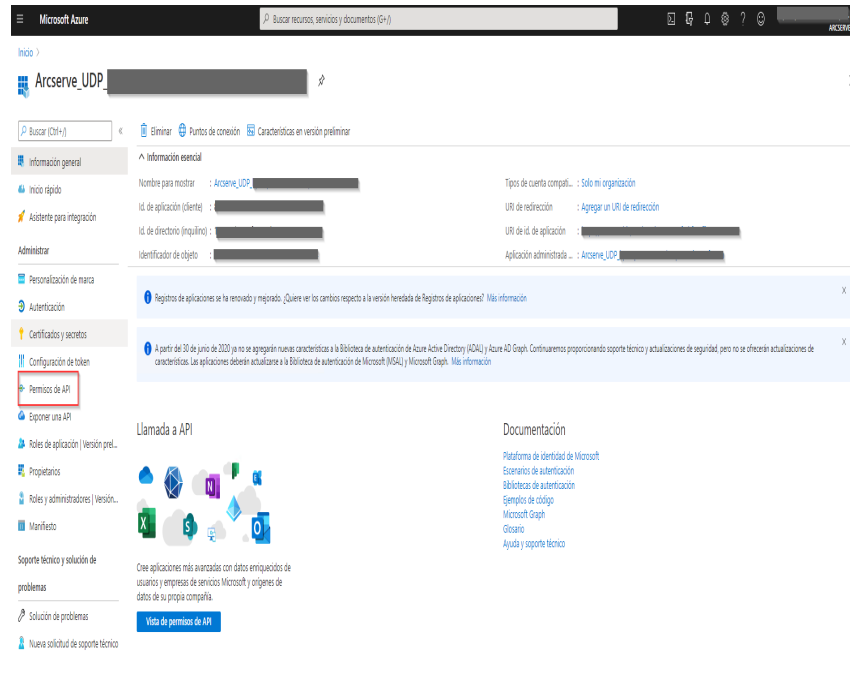 Microsoft Azure
Buscar recursos, servicios y documentos (G+/)
ARCSERVE
Inicio >
Arcserve_UDP_
Buscar (Ctrl+/)
«
Eliminar
Puntos de conexión
Características en versión preliminar
Información general
Inicio rápido
Asistente para integración
Administrar
Personalización de marca
Autenticación
Certificados y secretos
Configuración de token
Permisos de API
Exponer una API
Roles de aplicación | Versión prel...
Propietarios
Roles y administradores | Versión...
Manifiesto
Soporte técnico y solución de
problemas
Solución de problemas
Nueva solicitud de soporte técnico
Información esencial
Nombre para mostrar : Arcserve_UDP_
Id. de aplicación (cliente) :
Id. de directorio (inquilino) :
Identificador de objeto :
Tipos de cuenta compati... : Solo mi organización
URI de redirección : Agregar un URI de redirección
URI de id. de aplicación :
Aplicación administrada ... : Arcserve_UDP_
Registros de aplicaciones se ha renovado y mejorado. ¿Quiere ver los cambios respecto a la versión heredada de Registros de aplicaciones? Más información
X
A partir del 30 de junio de 2020 ya no se agregarán nuevas características a la Biblioteca de autenticación de Azure Active Directory (ADAL) y Azure AD Graph. Continuaremos proporcionando soporte técnico y actualizaciones de seguridad, pero no se ofrecerán actualizaciones de
características. Las aplicaciones deberán actualizarse a la Biblioteca de autenticación de Microsoft (MSAL) y Microsoft Graph. Más información
X
Llamada a API
Cree aplicaciones más avanzadas con datos enriquecidos de
usuarios y empresas de servicios Microsoft y orígenes de
datos de su propia compañía.
Vista de permisos de API
Documentación
Plataforma de identidad de Microsoft
Escenarios de autenticación
Bibliotecas de autenticación
Ejemplos de código
Microsoft Graph
Glosario
Ayuda y soporte técnico